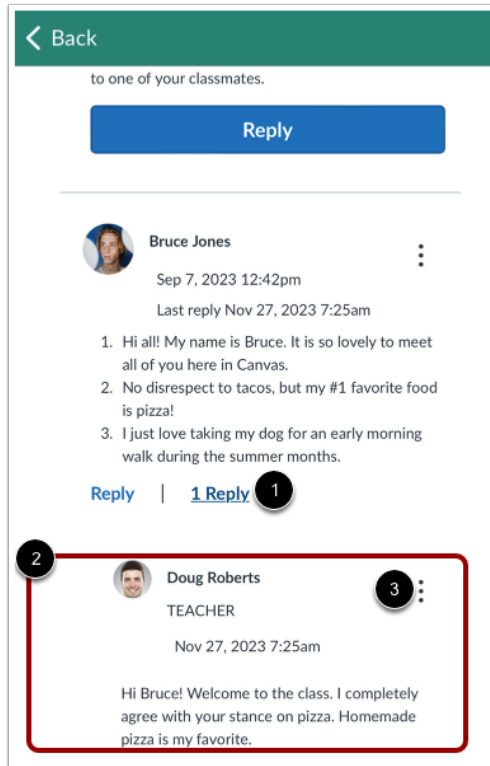 Back
to one of your classmates.
Reply
Bruce Jones
Sep 7, 2023 12:42pm
Last reply Nov 27, 2023 7:25am
1. Hi all! My name is Bruce. It is so lovely to meet
all of you here in Canvas.
2. No disrespect to tacos, but my #1 favorite food
is pizza!
3. I just love taking my dog for an early morning
walk during the summer months.
Reply | 1 Reply 1
2
Doug Roberts
3
TEACHER
Nov 27, 2023 7:25am
Hi Bruce! Welcome to the class. I completely
agree with your stance on pizza. Homemade
pizza is my favorite.